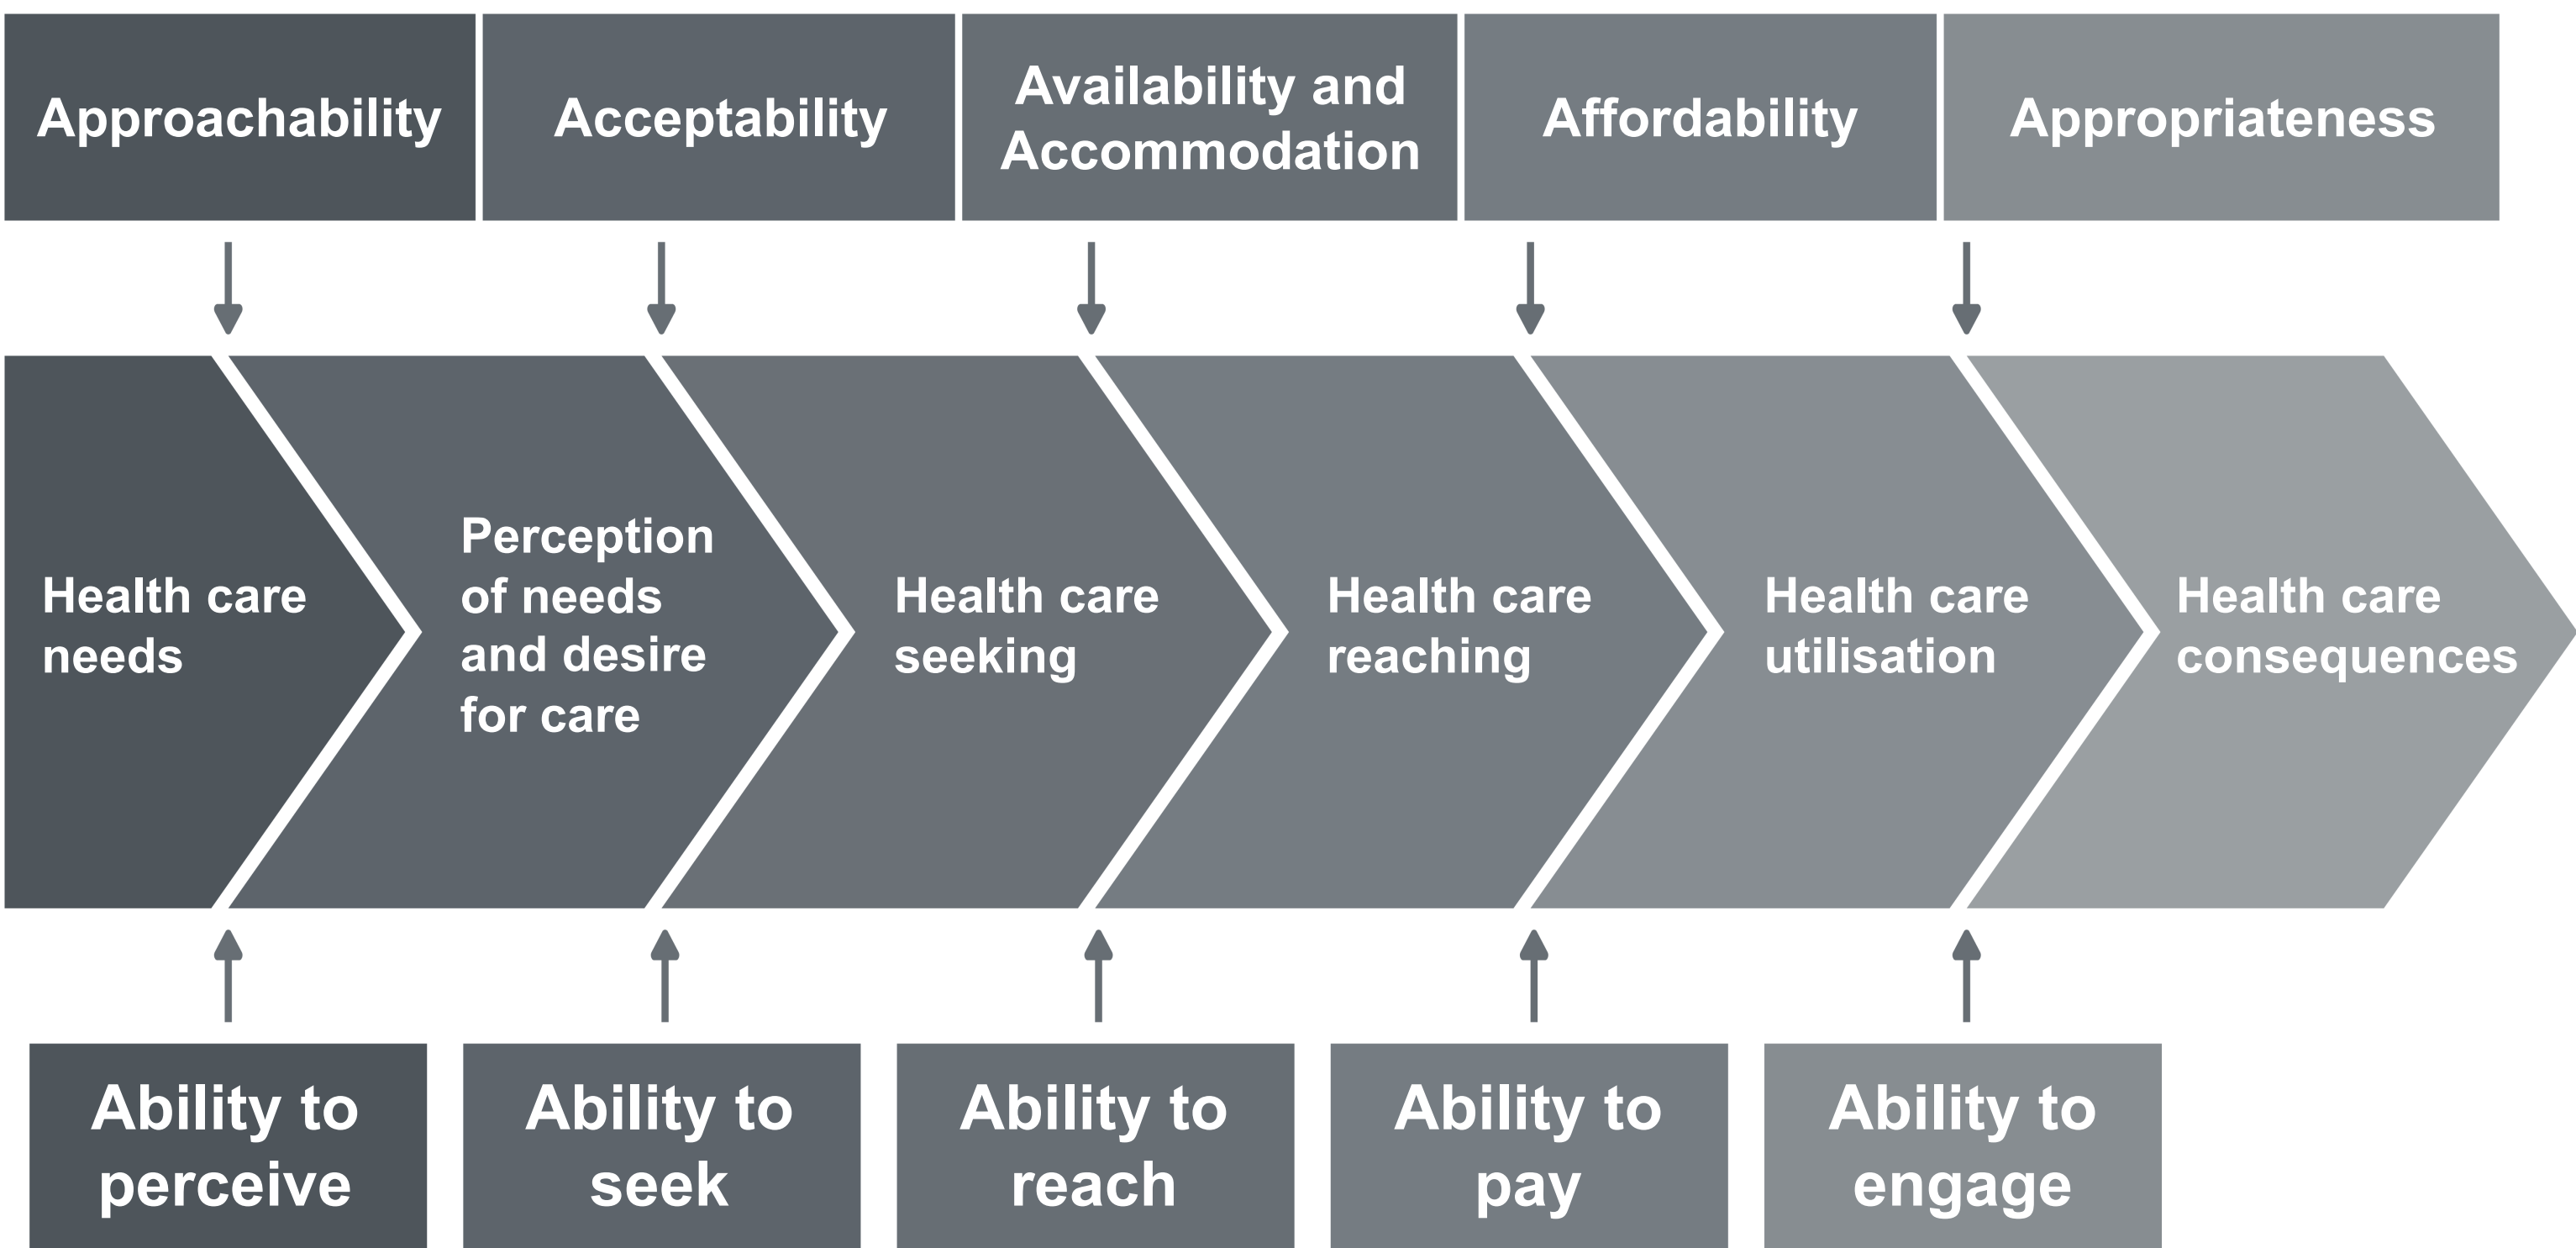 Approachability
Acceptability
Availability and
Accommodation
Affordability
Appropriateness
Health care
needs
Perception
of needs
and desire
for care
Health care
seeking
Health care
reaching
Health care
utilisation
Health care
consequences
Ability to
perceive
Ability to
seek
Ability to
reach
Ability to
pay
Ability to
engage